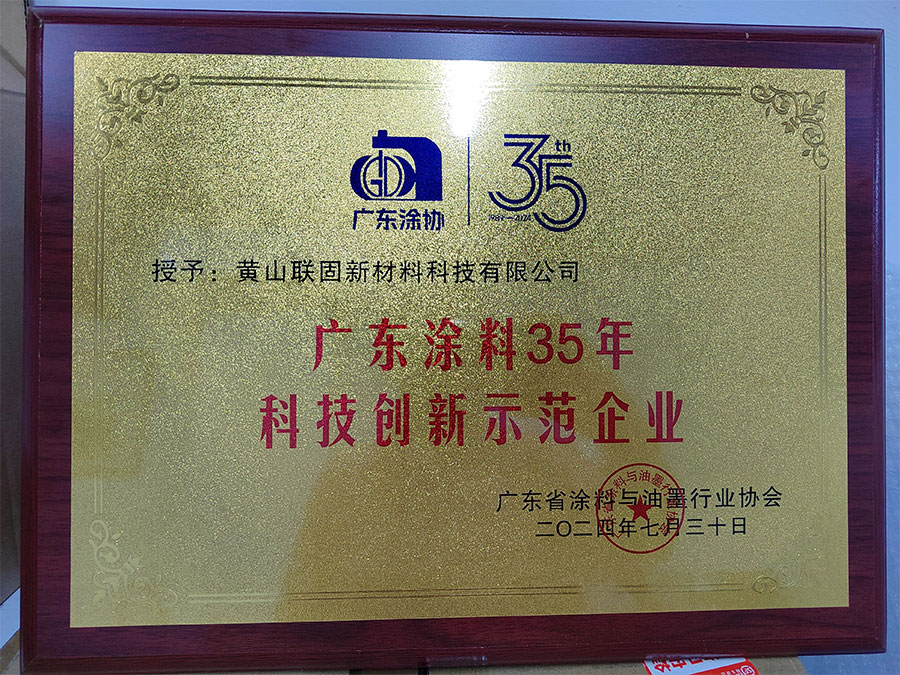 广东涂协
35th
1989—2024
授予：黄山联固新材料科技有限公司
广东涂料35年
科技创新示范企业
广东省涂料与油墨行业协会
二〇二四年七月三十日